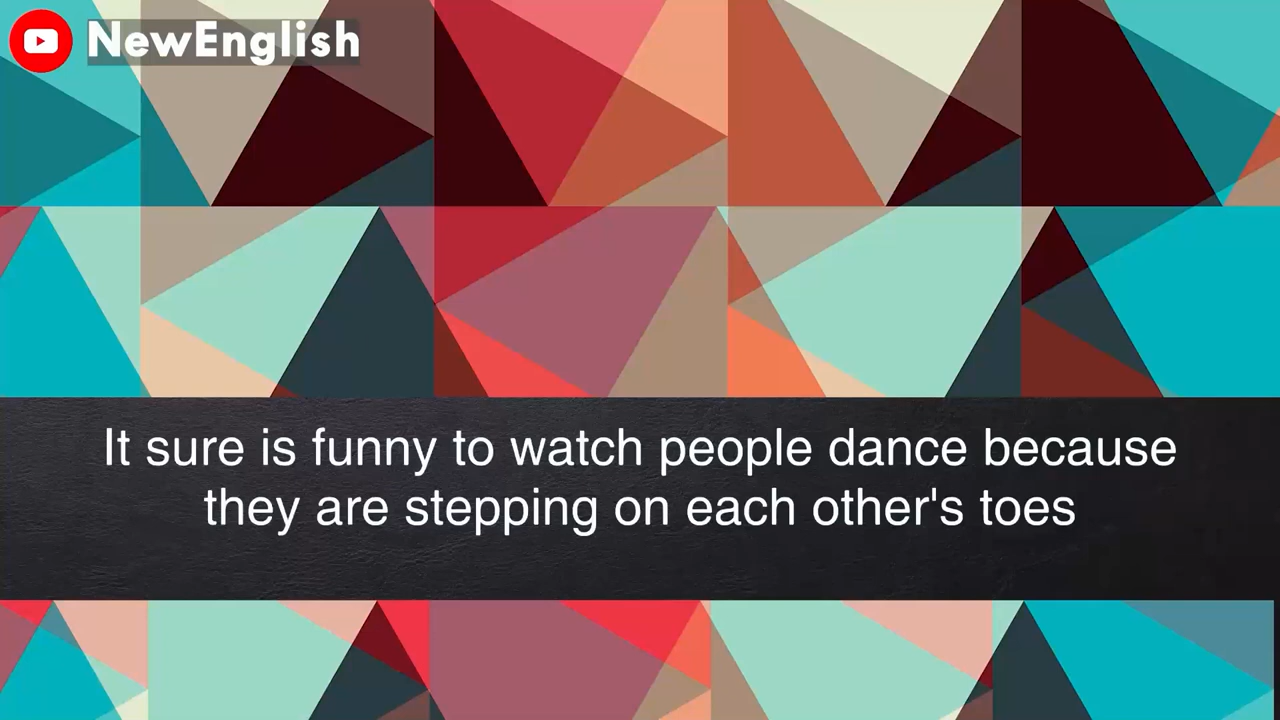 NewEnglish
It sure is funny to watch people dance because
they are stepping on each other's toes